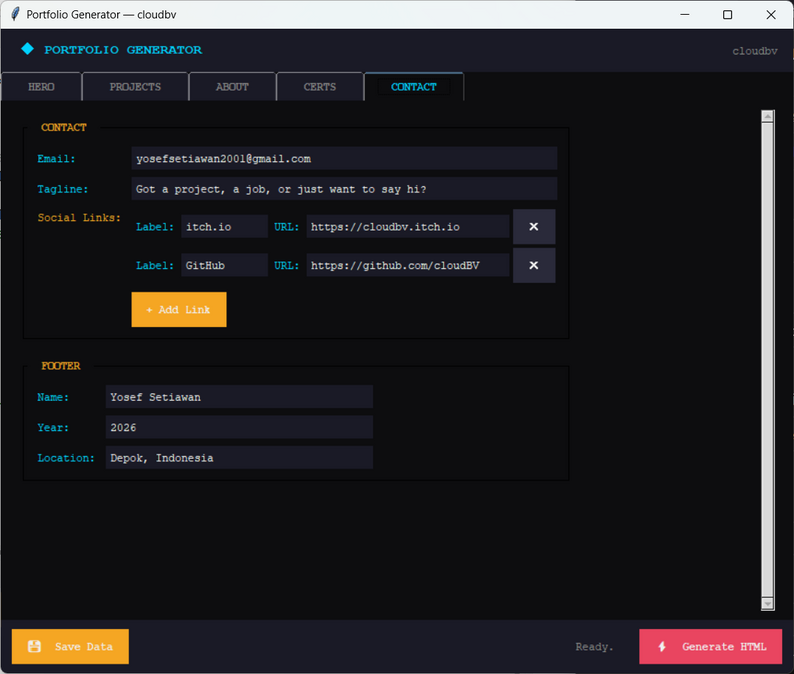 Portfolio Generator — cloudbv
◆ PORTFOLIO GENERATOR cloudbv
HERO PROJECTS ABOUT CERTS CONTACT
CONTACT
Email: yosefsetiawan2001@gmail.com
Tagline: Got a project, a job, or just want to say hi?
Social Links: Label: itch.io URL: https://cloudbv.itch.io ✕
Label: GitHub URL: https://github.com/cloudBV ✕
+ Add Link
FOOTER
Name: Yosef Setiawan
Year: 2026
Location: Depok, Indonesia
Save Data Ready. Generate HTML